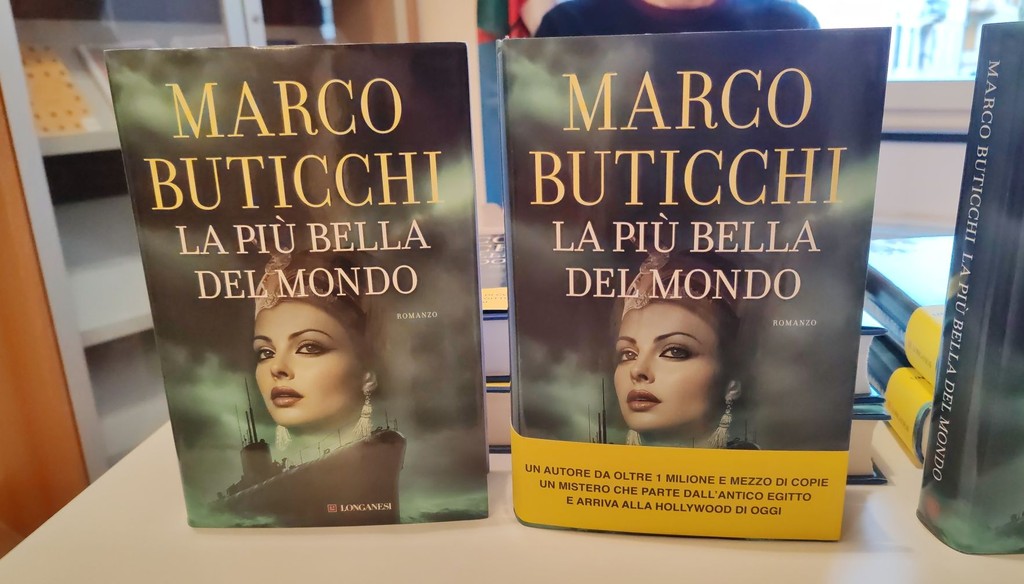 MARCO
BUTICCHI
LA PIÙ BELLA
DEL MONDO
ROMANZO
LONGANESI
MARCO
BUTICCHI
LA PIÙ BELLA
DEL MONDO
ROMANZO
UN AUTORE DA OLTRE 1 MILIONE E MEZZO DI COPIE
UN MISTERO CHE PARTE DALL'ANTICO EGITTO
E ARRIVA ALLA HOLLYWOOD DI OGGI
MARCO BUTICCHI LA PIÙ BELLA DEL MONDO